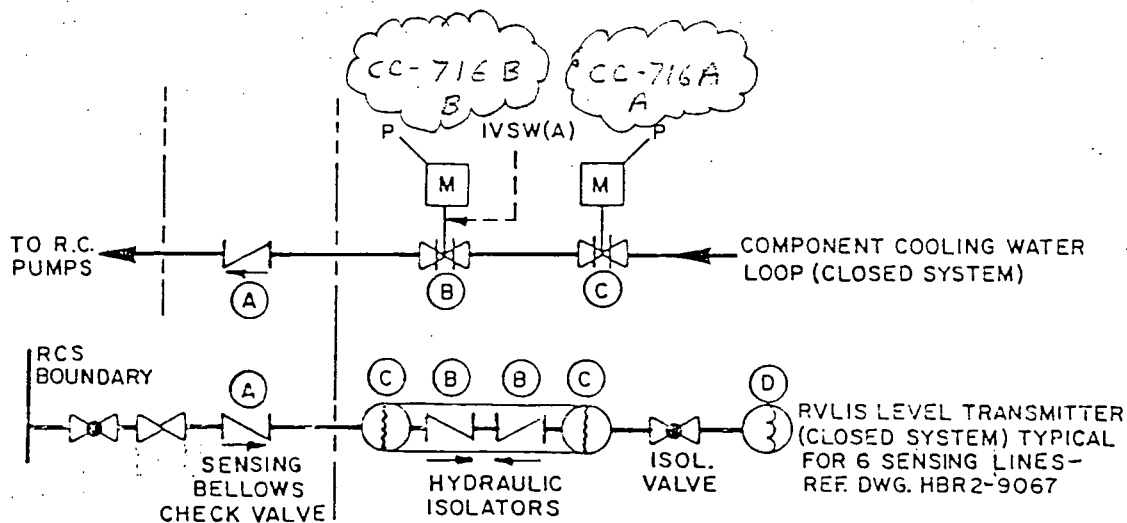 CC-716B
B
CC-716A
A
P
IVSW(A)
P
M
M
TO R.C.
PUMPS
COMPONENT COOLING WATER
LOOP (CLOSED SYSTEM)
A
B
C
RCS
BOUNDARY
A
C
B
B
C
D
RVLIS LEVEL TRANSMITTER
(CLOSED SYSTEM) TYPICAL
FOR 6 SENSING LINES-
REF. DWG. HBR2-9067
SENSING
BELLOWS
CHECK VALVE
HYDRAULIC
ISOLATORS
ISOL.
VALVE